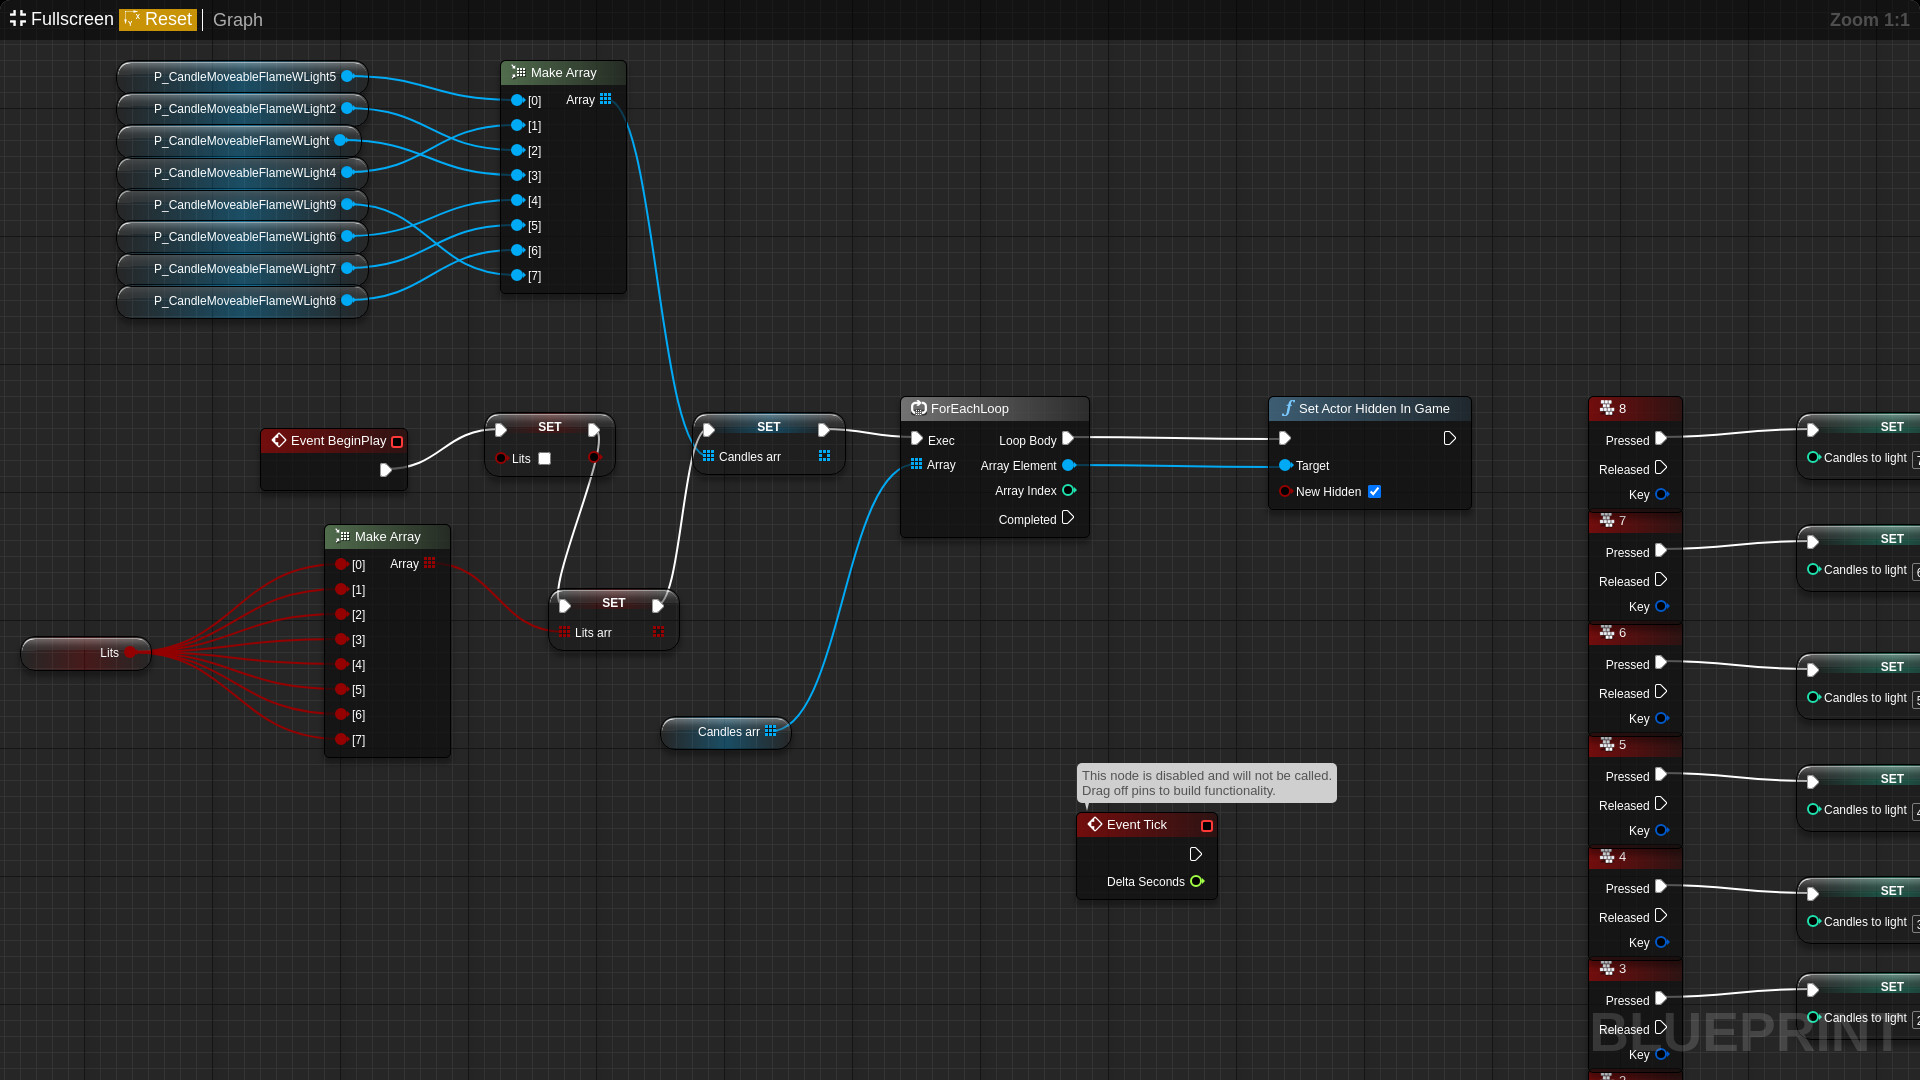 Fullscreen Reset Graph Zoom 1:1
P_CandleMoveableFlameWLight5
P_CandleMoveableFlameWLight2
P_CandleMoveableFlameWLight
P_CandleMoveableFlameWLight4
P_CandleMoveableFlameWLight9
P_CandleMoveableFlameWLight6
P_CandleMoveableFlameWLight7
P_CandleMoveableFlameWLight8
Make Array
[0] Array
[1]
[2]
[3]
[4]
[5]
[6]
[7]
Event BeginPlay
SET
Lits
SET
Candles arr
ForEachLoop
Exec Loop Body
Array Array Element
Array Index
Completed
Set Actor Hidden In Game
Target
New Hidden
Make Array
[0] Array
[1]
[2]
[3]
[4]
[5]
[6]
[7]
Lits
SET
Lits arr
Candles arr
This node is disabled and will not be called.
Drag off pins to build functionality.
Event Tick
Delta Seconds
8
Pressed
Released
Key
SET
Candles to light 7
7
Pressed
Released
Key
SET
Candles to light 6
6
Pressed
Released
Key
SET
Candles to light 5
5
Pressed
Released
Key
SET
Candles to light 4
4
Pressed
Released
Key
SET
Candles to light 3
3
Pressed
Released
Key
SET
Candles to light 2
BLUEPRINT